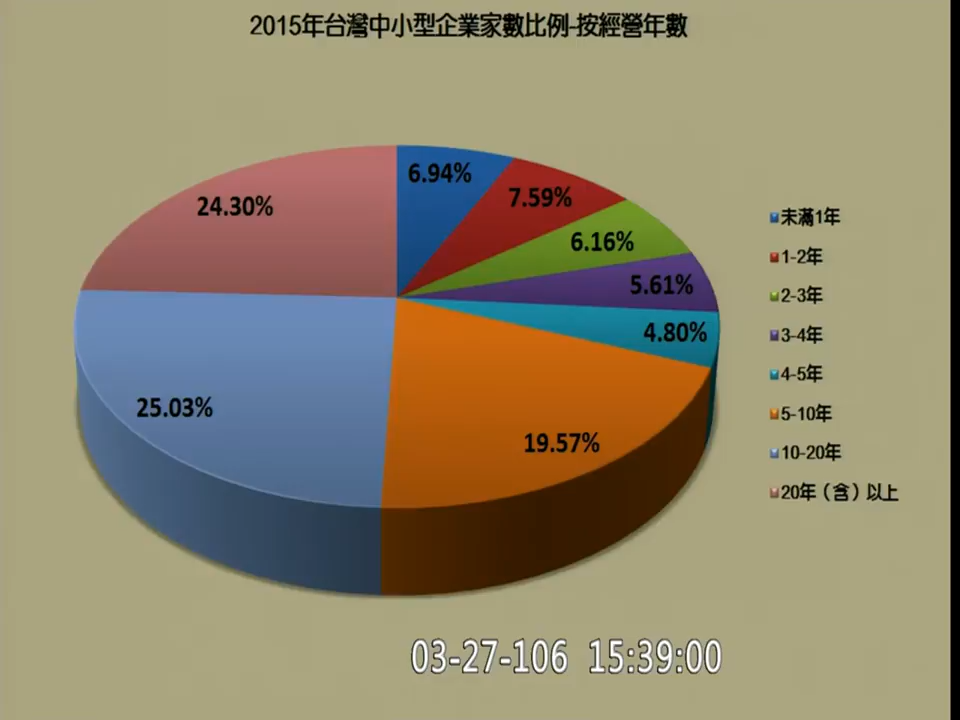 2015年台灣中小型企業家數比例-按經營年數
6.94%
7.59%
6.16%
5.61%
4.80%
19.57%
25.03%
24.30%
未滿1年
1-2年
2-3年
3-4年
4-5年
5-10年
10-20年
20年（含）以上
03-27-106 15:39:00